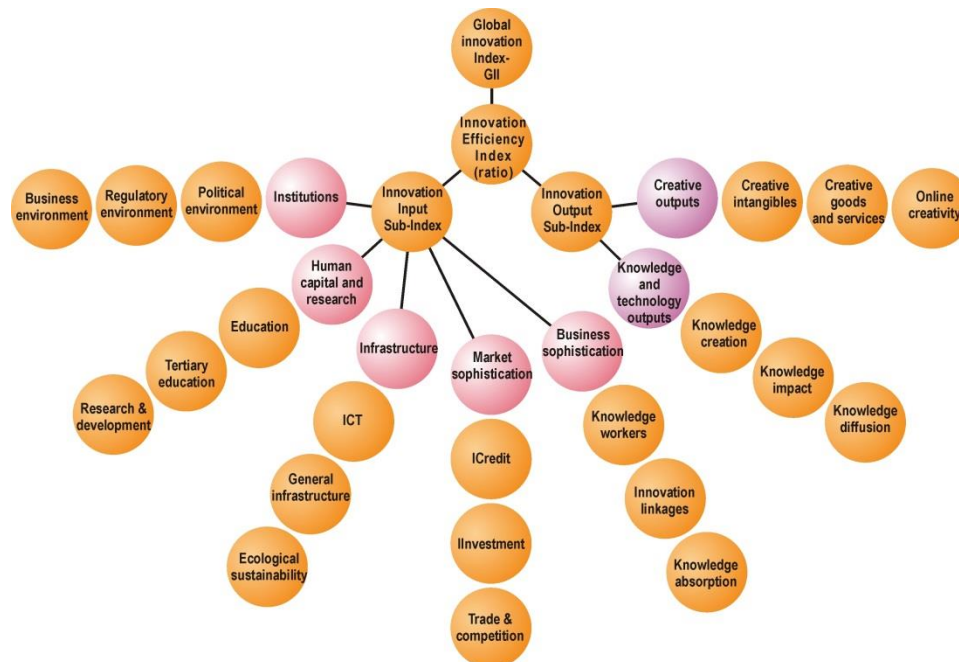 Global
innovation
Index-
GII
Innovation
Efficiency
Index
(ratio)
Business
environment
Regulatory
environment
Political
environment
Institutions
Innovation
Input
Sub-Index
Innovation
Output
Sub-Index
Creative
outputs
Creative
intangibles
Creative
goods
and services
Online
creativity
Human
capital and
research
Knowledge
and
technology
outputs
Education
Infrastructure
Market
sophistication
Business
sophistication
Knowledge
creation
Tertiary
education
Knowledge
impact
Research &
development
ICT
Knowledge
workers
Knowledge
diffusion
ICredit
General
infrastructure
Innovation
linkages
IInvestment
Ecological
sustainability
Knowledge
absorption
Trade &
competition